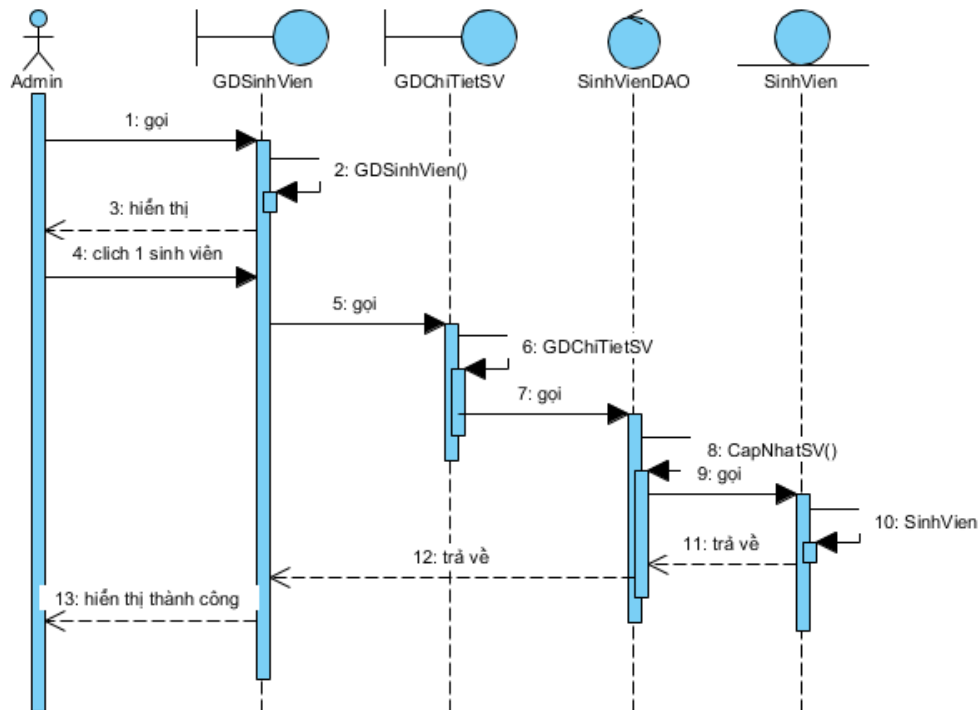 Admin
GDSinhVien
GDChiTietSV
SinhVienDAO
SinhVien
1: gọi
2: GDSinhVien()
3: hiển thị
4: clich 1 sinh viên
5: gọi
6: GDChiTietSV
7: gọi
8: CapNhatSV()
9: gọi
10: SinhVien
11: trả về
12: trả về
13: hiển thị thành công